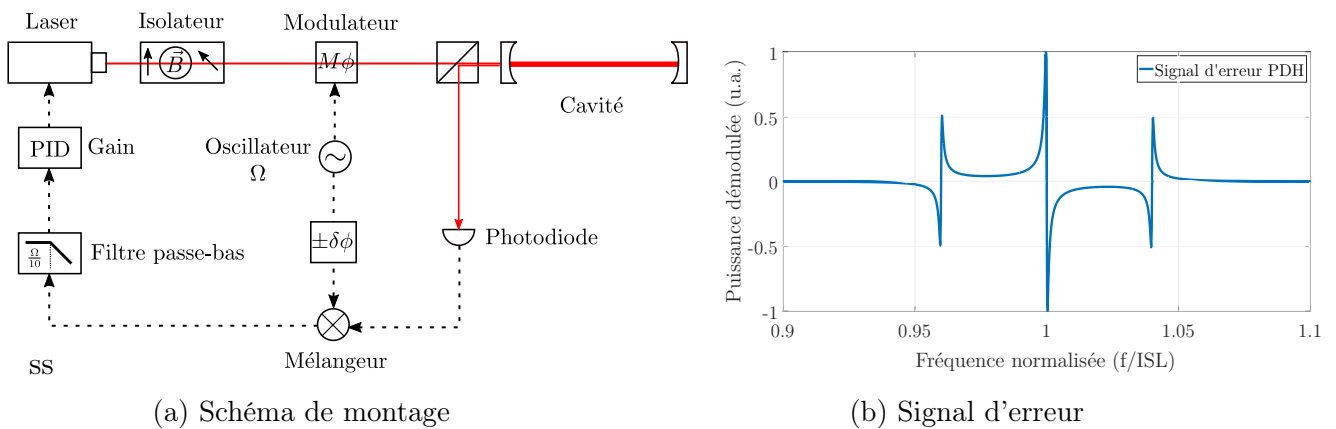 Laser
Isolateur
Modulateur
B⃗
Mϕ
Cavité
PID
Gain
Oscillateur
Ω
±δϕ
Photodiode
Ω/10
Filtre passe-bas
Mélangeur
SS
(a) Schéma de montage
Signal d'erreur PDH
Puissance démodulée (u.a.)
1
0.5
0
-0.5
-1
0.9
0.95
1
1.05
1.1
Fréquence normalisée (f/ISL)
(b) Signal d'erreur